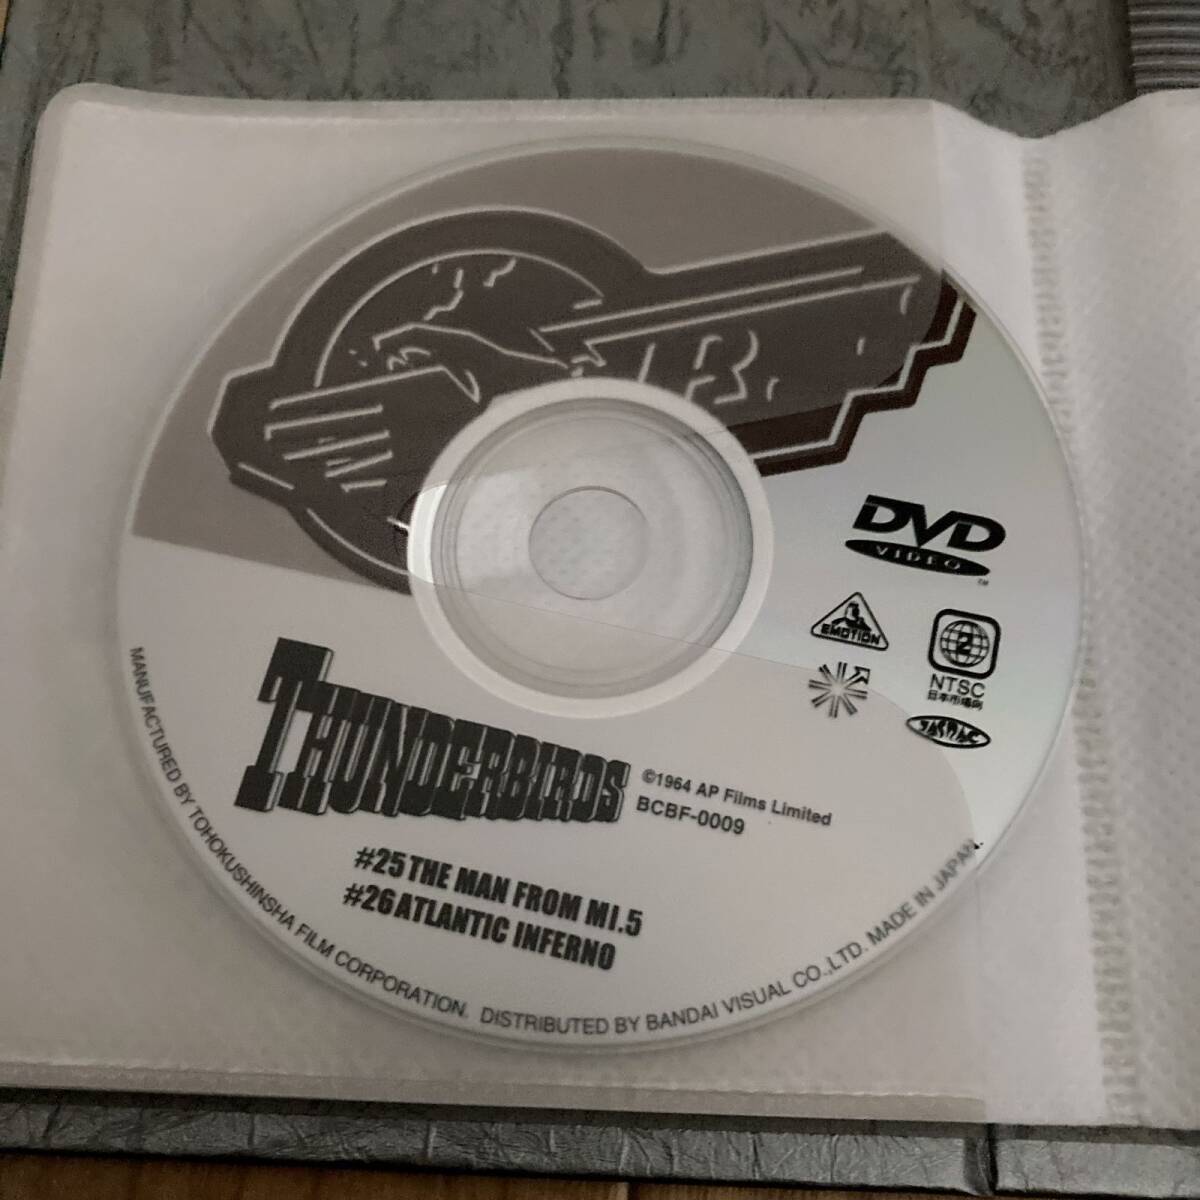 R
DVD
VIDEO
TM
EMOTION
2
NTSC
日本市場向
JASRAC
THUNDERBIRDS
©1964 AP Films Limited
BCBF-0009
#25 THE MAN FROM MI.5
#26 ATLANTIC INFERNO
MANUFACTURED BY TOHOKUSHINSHA FILM CORPORATION. DISTRIBUTED BY BANDAI VISUAL CO.,LTD. MADE IN JAPAN.